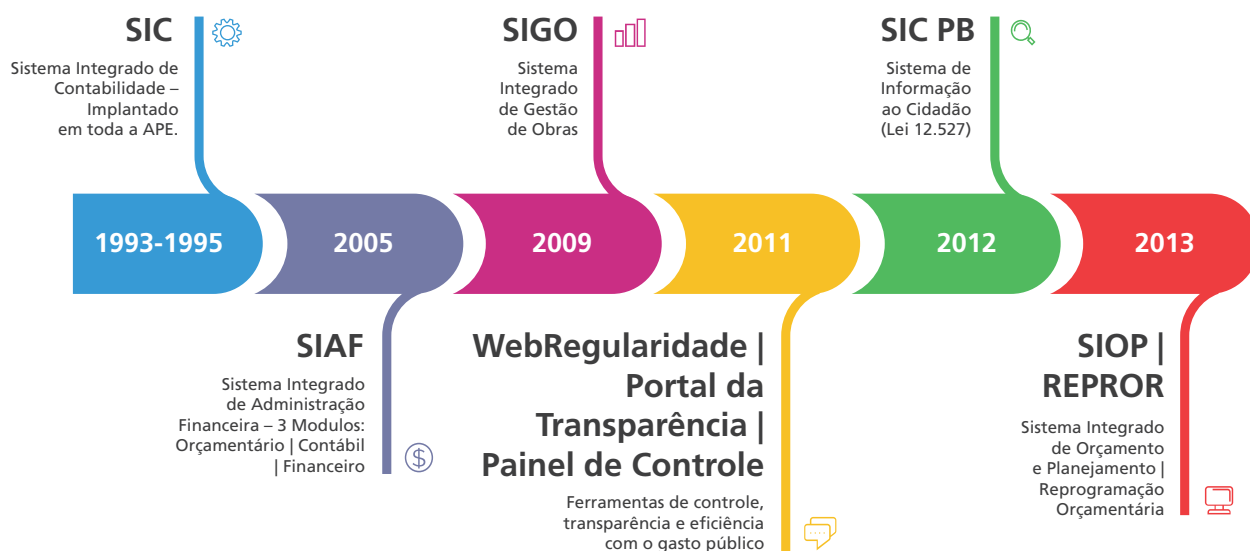 SIC
Sistema Integrado de
Contabilidade –
Implantado
em toda a APE.
SIGO
Sistema
Integrado
de Gestão
de Obras
SIC PB
Sistema de
Informação
ao Cidadão
(Lei 12.527)
1993-1995
2005
2009
2011
2012
2013
SIAF
Sistema Integrado
de Administração
Financeira – 3 Modulos:
Orçamentário | Contábil
| Financeiro
$
WebRegularidade |
Portal da
Transparência |
Painel de Controle
Ferramentas de controle,
transparência e eficiência
com o gasto público
SIOP |
REPROR
Sistema Integrado
de Orçamento
e Planejamento |
Reprogramação
Orçamentária